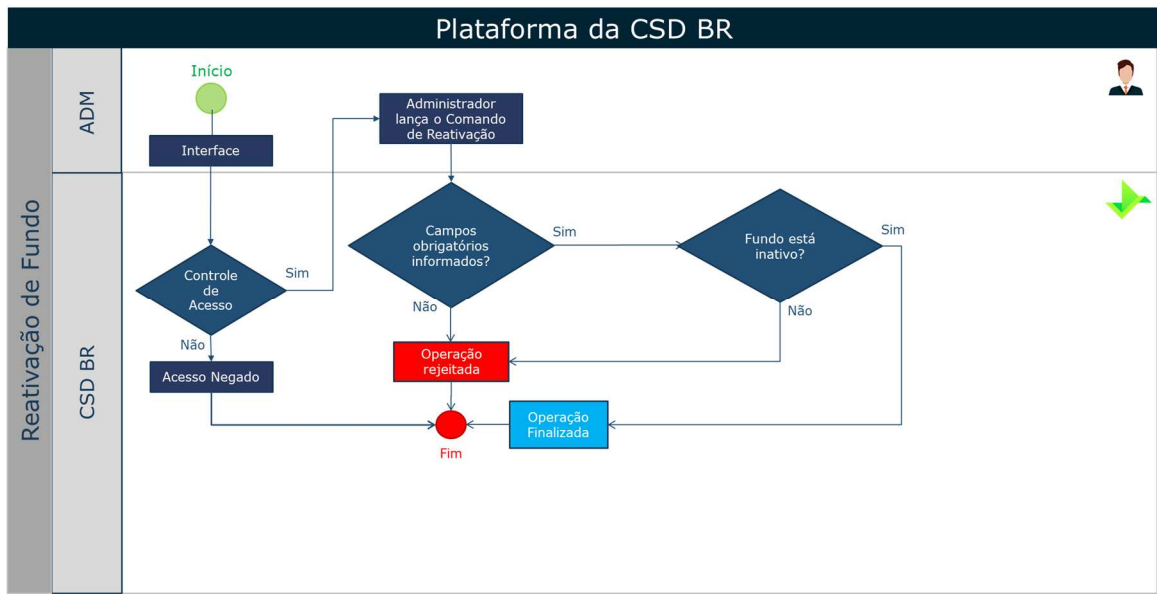 Plataforma da CSD BR
Reativação de Fundo
ADM
Início
Interface
Administrador
lança o Comando
de Reativação
CSD BR
Controle
de
Acesso
Sim
Não
Acesso Negado
Campos
obrigatórios
informados?
Sim
Não
Fundo está
inativo?
Sim
Não
Operação
rejeitada
Operação
Finalizada
Fim